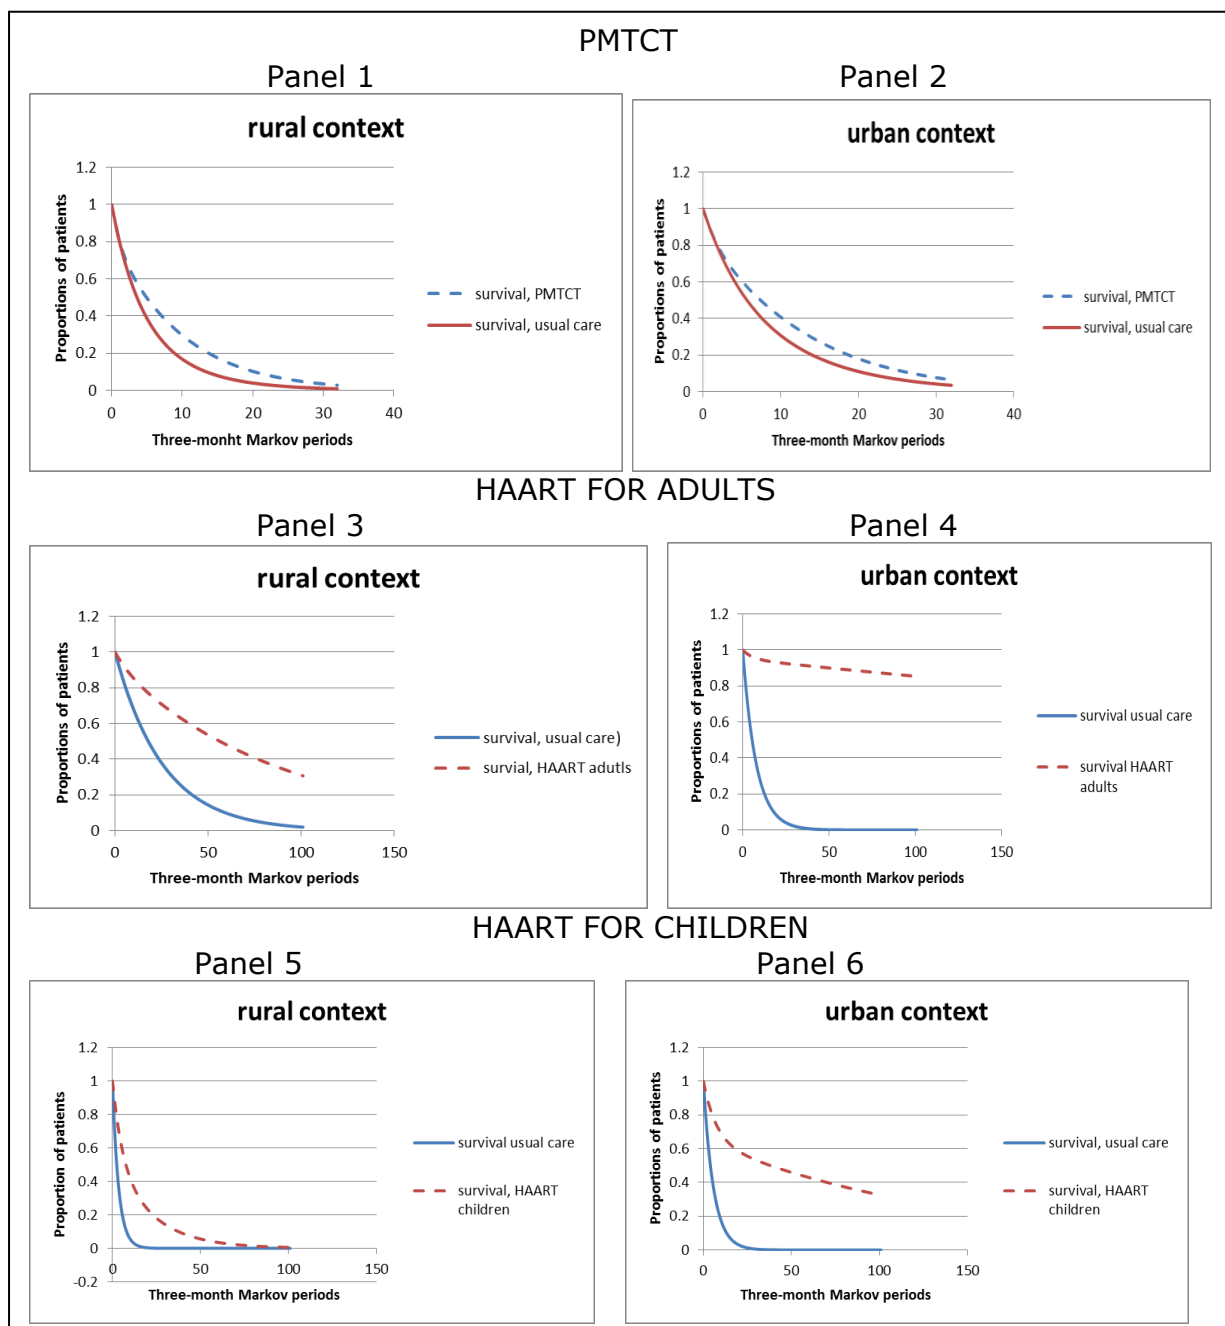 PMTCT
Panel 1
Panel 2
rural context
1.2
1
0.8
0.6
0.4
0.2
0
0
10
20
30
40
Proportions of patients
Three-monht Markov periods
survival, PMTCT
survival, usual care
urban context
1.2
1
0.8
0.6
0.4
0.2
0
0
10
20
30
40
Proportions of patients
Three-month Markov periods
survival, PMTCT
survival, usual care
HAART FOR ADULTS
Panel 3
Panel 4
rural context
1.2
1
0.8
0.6
0.4
0.2
0
0
50
100
150
Proportions of patients
Three-month Markov periods
survival, usual care)
survial, HAART adutls
urban context
1.2
1
0.8
0.6
0.4
0.2
0
0
50
100
150
Proportions of patients
Three-month Markov periods
survival usual care
survival HAART
adults
HAART FOR CHILDREN
Panel 5
Panel 6
rural context
1.2
1
0.8
0.6
0.4
0.2
0
-0.2
0
50
100
150
Proportion of patients
Three-month Markov periods
survival usual care
survival, HAART
children
urban context
1.2
1
0.8
0.6
0.4
0.2
0
0
50
100
150
Proportions of patients
Three-month Markov periods
survival, usual care
survival, HAART
children